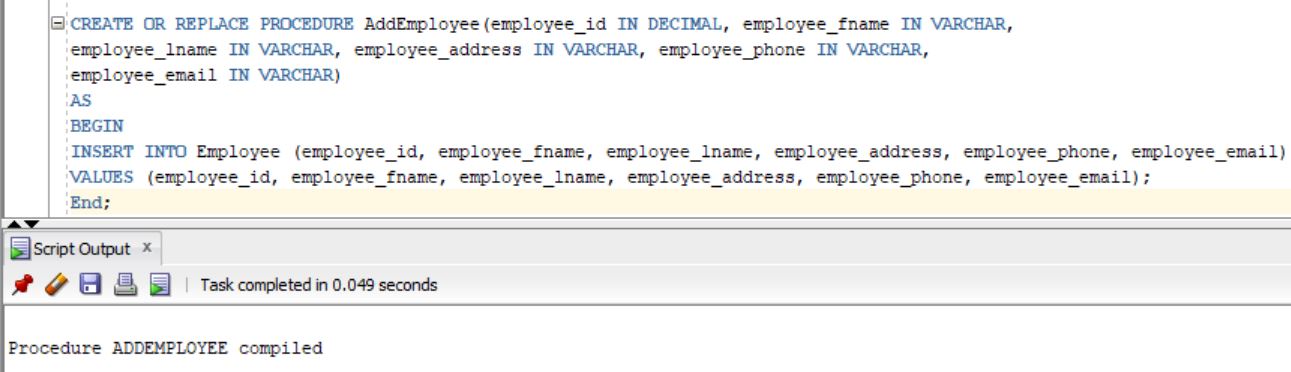 CREATE OR REPLACE PROCEDURE AddEmployee(employee_id IN DECIMAL, employee_fname IN VARCHAR,
employee_lname IN VARCHAR, employee_address IN VARCHAR, employee_phone IN VARCHAR,
employee_email IN VARCHAR)
AS
BEGIN
INSERT INTO Employee (employee_id, employee_fname, employee_lname, employee_address, employee_phone, employee_email)
VALUES (employee_id, employee_fname, employee_lname, employee_address, employee_phone, employee_email);
End;
Script Output x
Task completed in 0.049 seconds
Procedure ADDEMPLOYEE compiled